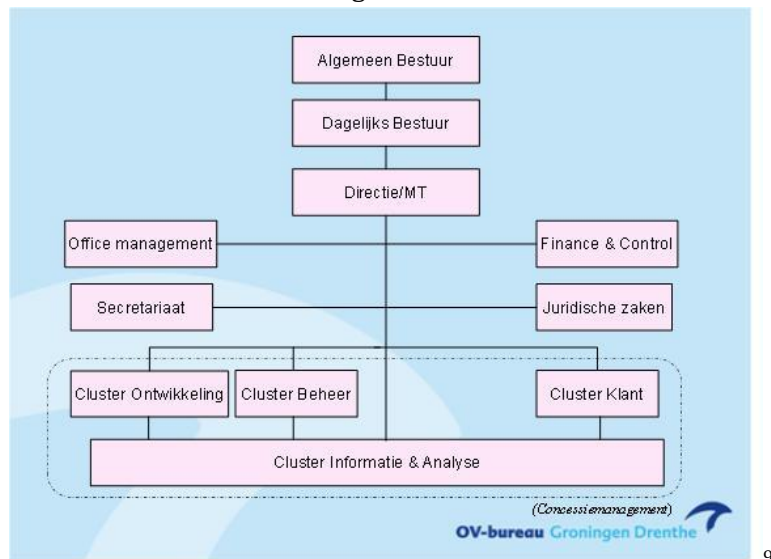 Algemeen Bestuur
Dagelijks Bestuur
Directie/MT
Office management
Finance & Control
Secretariaat
Juridische zaken
Cluster Ontwikkeling
Cluster Beheer
Cluster Klant
Cluster Informatie & Analyse
(Concessiemanagement)
OV-bureau Groningen Drenthe